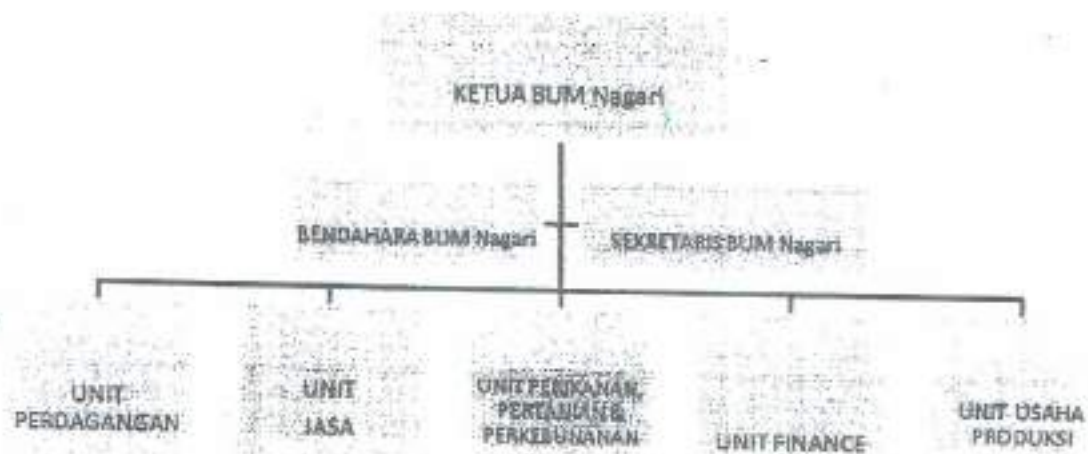 KETUA BUM Nagari
BENDAHARA BUM Nagari
SEKRETARIS BUM Nagari
UNIT
PERDAGANGAN
UNIT
JASA
UNIT PERIKANAN,
PERTANIAN &
PERKEBUNANAN
UNIT FINANCE
UNIT USAHA
PRODUKSI